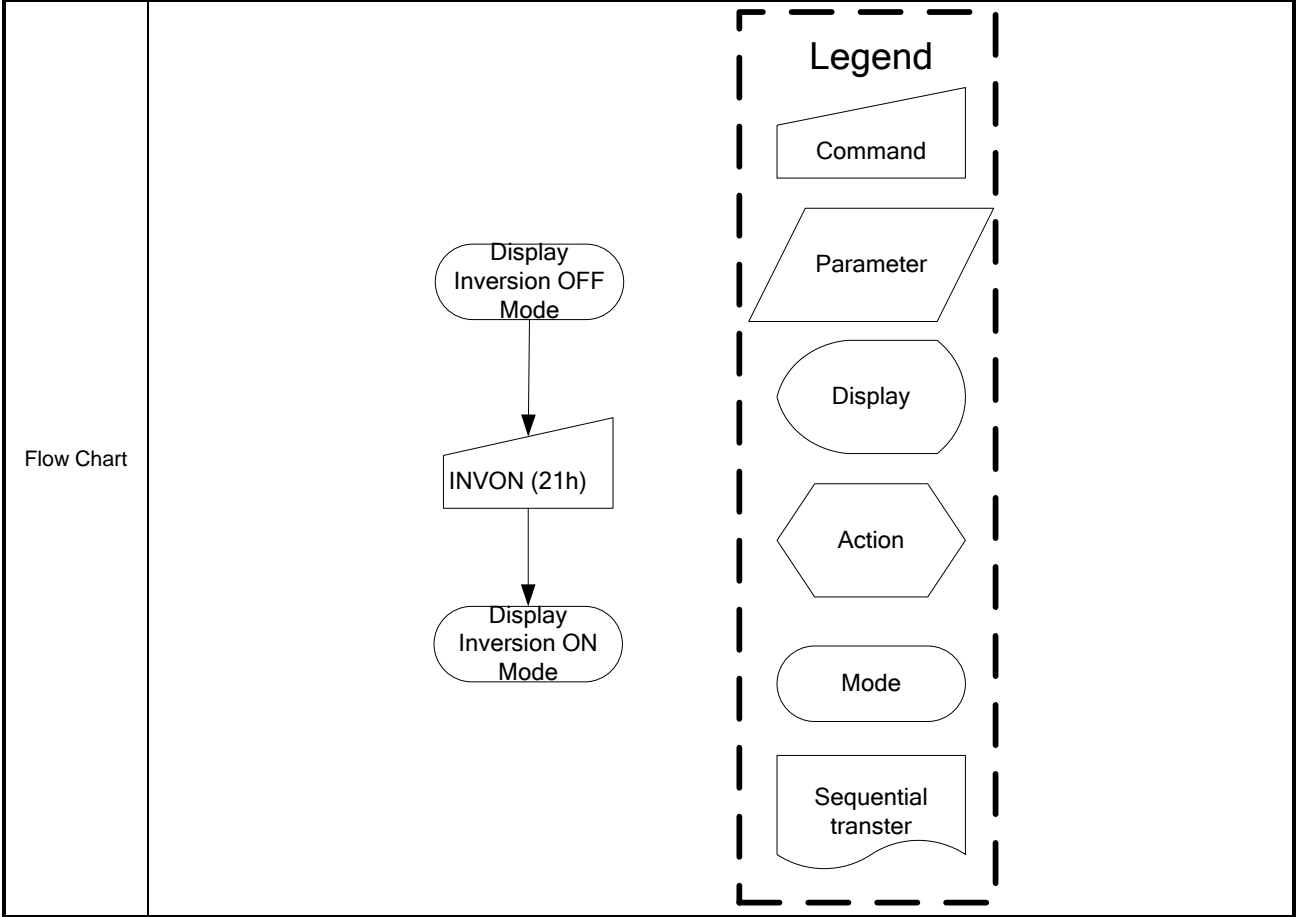 Flow Chart
Display
Inversion OFF
Mode
INVON (21h)
Display
Inversion ON
Mode
Legend
Command
Parameter
Display
Action
Mode
Sequential
transter